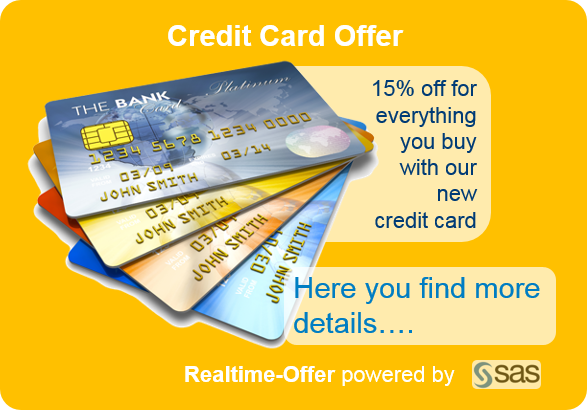 Credit Card Offer
THE BANK
Platinum
Card
1234 5678 1234 0000
03/09 03/14
JOHN SMITH
03/09
JOHN SMITH
03/09
JOHN SMITH
03/09
JOHN SMITH
15% off for
everything
you buy
with our
new
credit card
Here you find more
details....
Realtime-Offer powered by sas